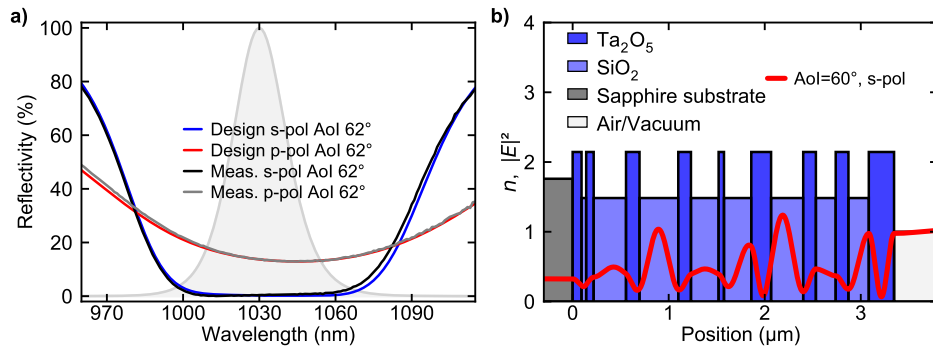 a)
100
80
60
40
20
0
Reflectivity (%)
Design s-pol AoI 62°
Design p-pol AoI 62°
Meas. s-pol AoI 62°
Meas. p-pol AoI 62°
970 1000 1030 1060 1090
Wavelength (nm)
b)
4
3
2
1
0
n, |E|²
Ta₂O₅
SiO₂
Sapphire substrate
Air/Vacuum
AoI=60°, s-pol
0 1 2 3
Position (µm)